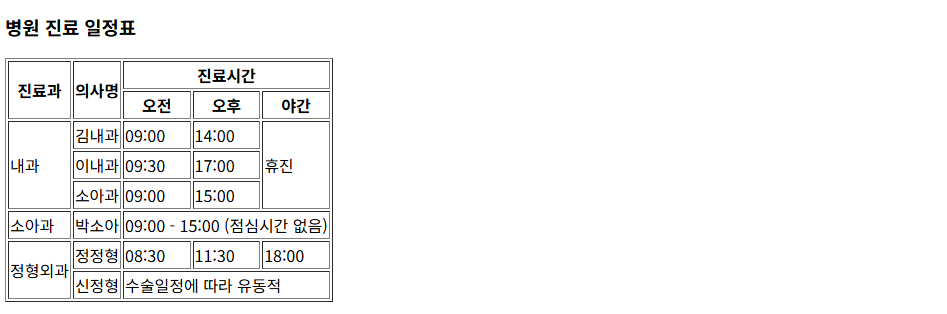 병원 진료 일정표
진료과 의사명 진료시간
오전 오후 야간
내과 김내과 09:00 14:00 휴진
이내과 09:30 17:00
소아과 09:00 15:00
소아과 박소아 09:00 - 15:00 (점심시간 없음)
정형외과 정정형 08:30 11:30 18:00
신정형 수술일정에 따라 유동적